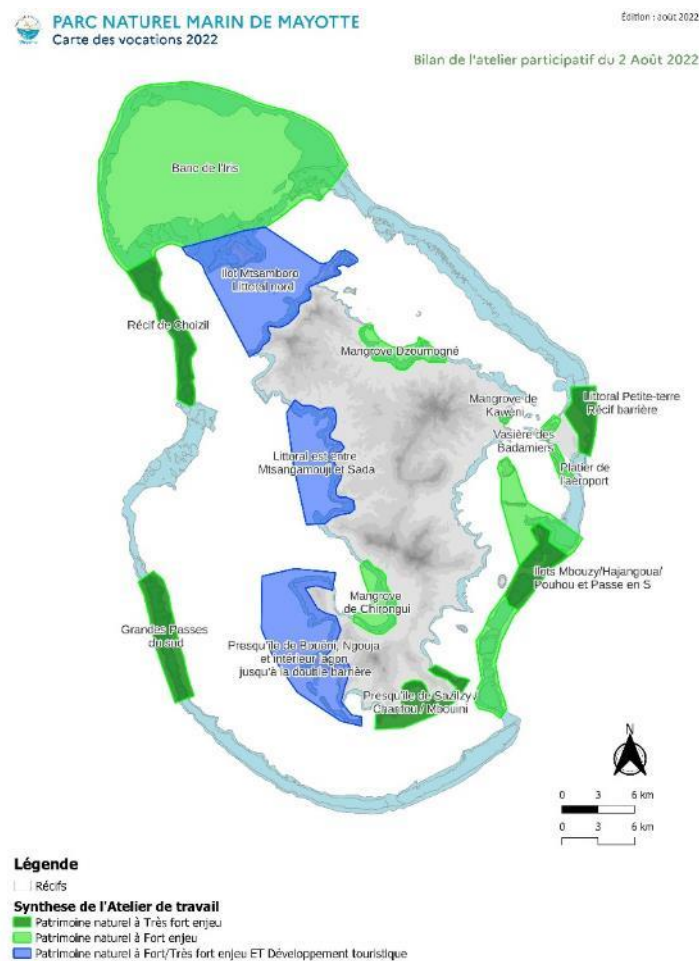 PARC NATUREL MARIN DE MAYOTTE
Carte des vocations 2022
Édition : août 2022
Bilan de l'atelier participatif du 2 Août 2022
Banc de l'Iris
Ilot Mtsamboro
Littoral nord
Récif de Choizil
Mangrove Dzoumogné
Mangrove de
Kawéni
Littoral Petite-terre
Récif barrière
Vasière des
Badamiers
Platier de
l'aéroport
Littoral est entre
Mtsangamouji et Sada
Ilots Mbouzy/Hajangoua/
Pouhou et Passe en S
Mangrove
de Chirongui
Grandes Passes
du sud
Presqu'ile de Bouéni, Ngouja
et intérieur lagon
jusqu'à la double barrière
Presqu'ile de Saziley /
Charifou / Mbouini
N
0 3 6 km
0 3 6 km
Légende
Récifs
Synthese de l'Atelier de travail
Patrimoine naturel à Très fort enjeu
Patrimoine naturel à Fort enjeu
Patrimoine naturel à Fort/Très fort enjeu ET Développement touristique